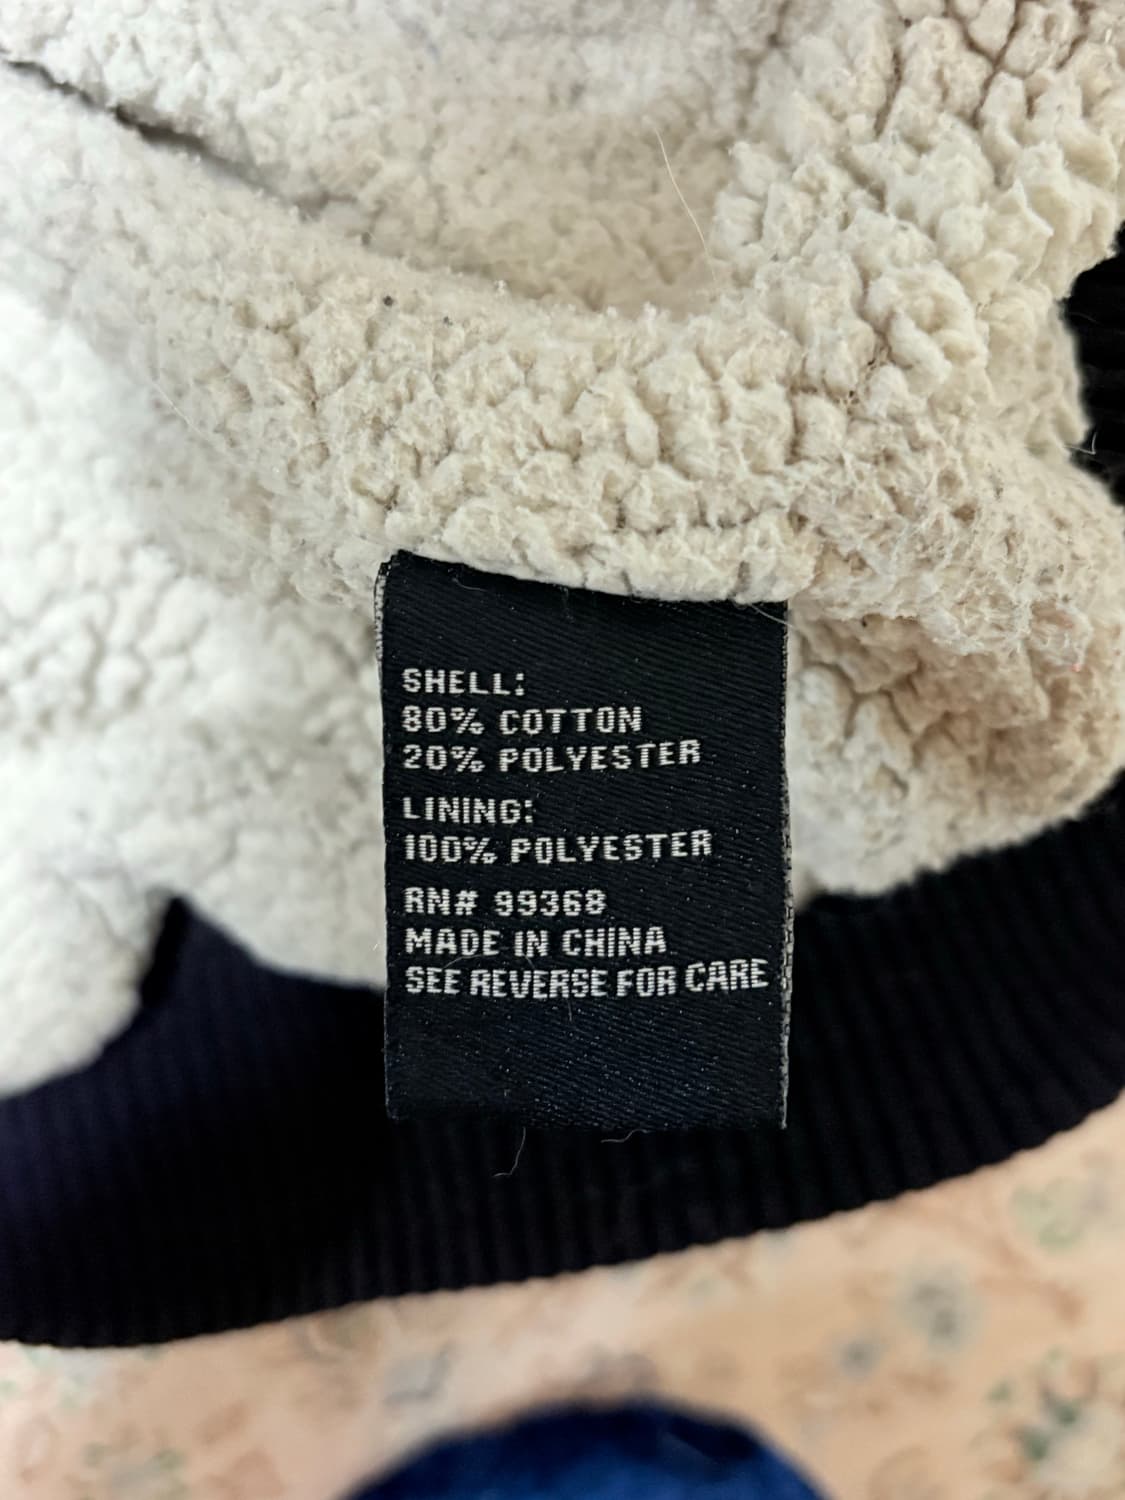 SHELL:
80% COTTON
20% POLYESTER
LINING:
100% POLYESTER
RN# 99368
MADE IN CHINA
SEE REVERSE FOR CARE